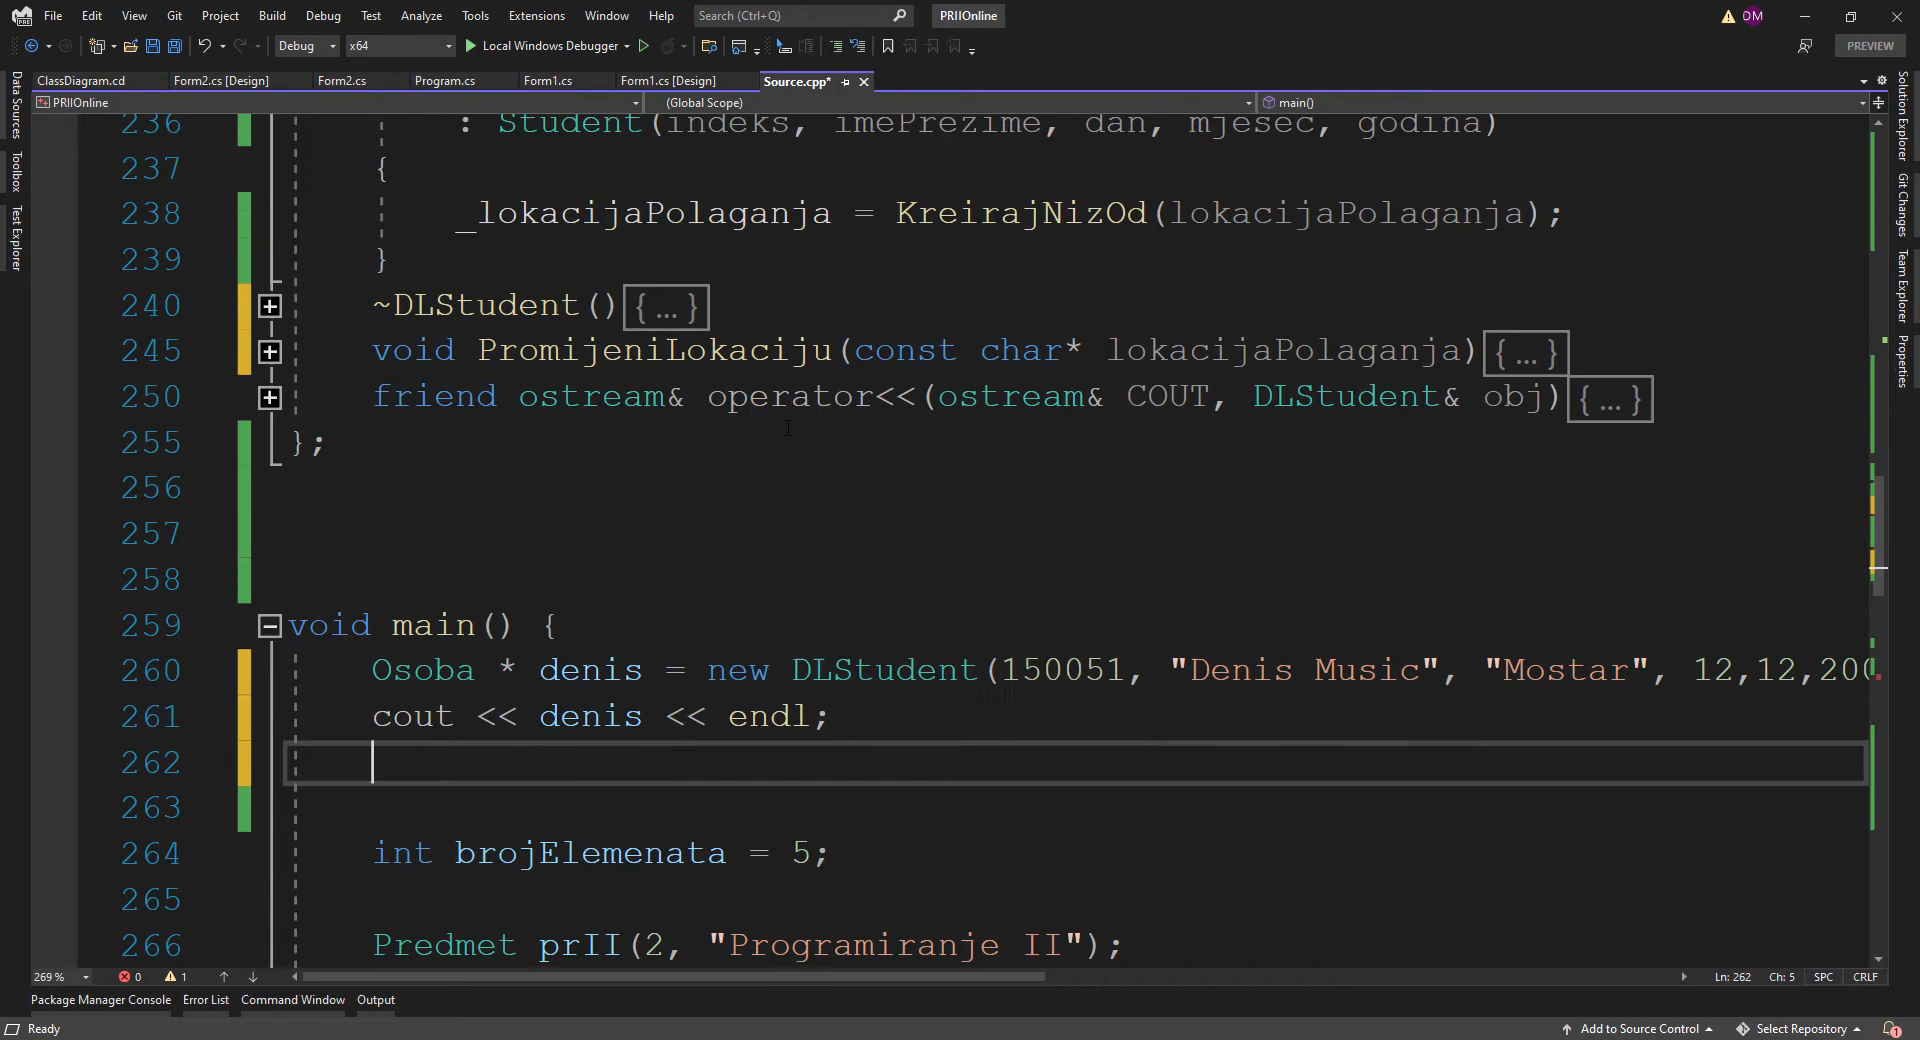 File Edit View Git Project Build Debug Test Analyze Tools Extensions Window Help Search (Ctrl+Q) PRIIOnline DM
Debug x64 Local Windows Debugger PREVIEW
ClassDiagram.cd Form2.cs [Design] Form2.cs Program.cs Form1.cs Form1.cs [Design] Source.cpp*
PRIIOnline (Global Scope) main()
Data Sources
Toolbox
Test Explorer
Solution Explorer
Git Changes
Team Explorer
Properties
236 : Student(indeks, imePrezime, dan, mjesec, godina)
237 {
238 _lokacijaPolaganja = KreirajNizOd(lokacijaPolaganja);
239 }
240 ~DLStudent(){ ... }
245 void PromijeniLokaciju(const char* lokacijaPolaganja){ ... }
250 friend ostream& operator<<(ostream& COUT, DLStudent& obj){ ... }
255 };
256
257
258
259 void main() {
260 Osoba * denis = new DLStudent(150051, "Denis Music", "Mostar", 12,12,200
261 cout << denis << endl;
262
263
264 int brojElemenata = 5;
265
266 Predmet prII(2, "Programiranje II");
269 % 0 1 Ln: 262 Ch: 5 SPC CRLF
Package Manager Console Error List Command Window Output
Ready Add to Source Control Select Repository 1